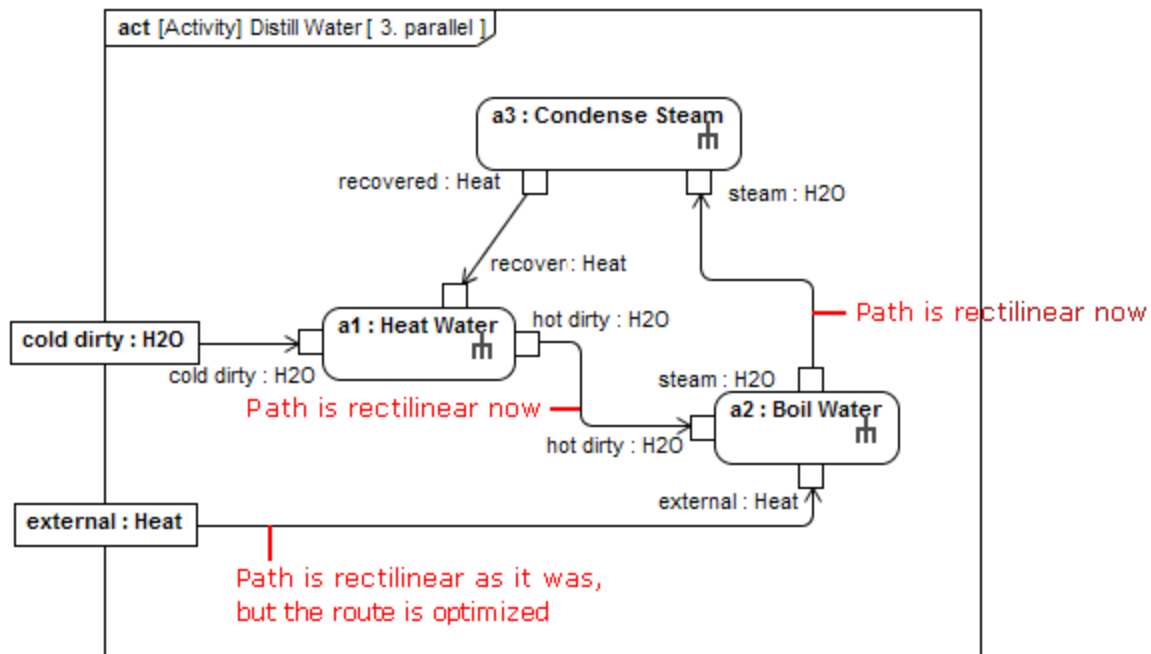 act [Activity] Distill Water [ 3. parallel ]
a3 : Condense Steam
recovered : Heat
steam : H2O
recover : Heat
cold dirty : H2O
a1 : Heat Water
hot dirty : H2O
Path is rectilinear now
cold dirty : H2O
steam : H2O
Path is rectilinear now
a2 : Boil Water
hot dirty : H2O
external : Heat
external : Heat
Path is rectilinear as it was,
but the route is optimized